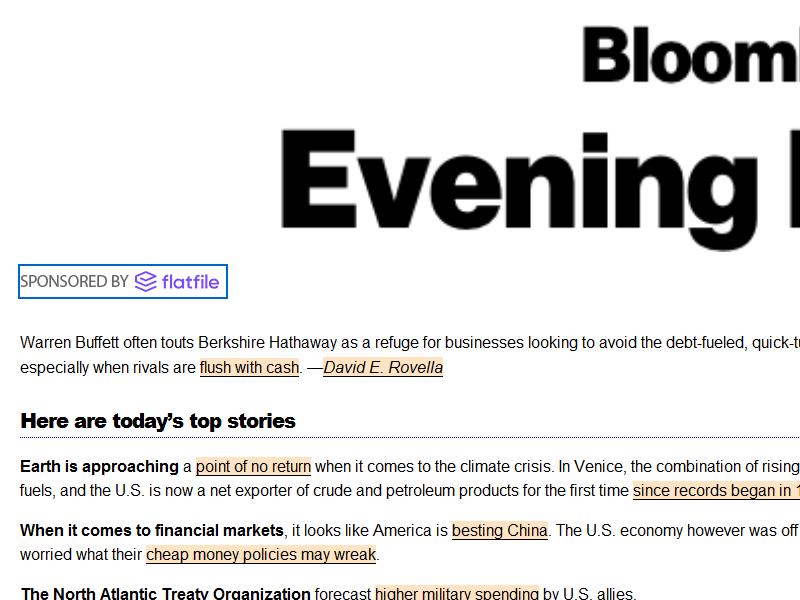 Bloom
Evening
SPONSORED BY flatfile
Warren Buffett often touts Berkshire Hathaway as a refuge for businesses looking to avoid the debt-fueled, quick-tu
especially when rivals are flush with cash. —David E. Rovella
Here are today’s top stories
Earth is approaching a point of no return when it comes to the climate crisis. In Venice, the combination of rising
fuels, and the U.S. is now a net exporter of crude and petroleum products for the first time since records began in 1
When it comes to financial markets, it looks like America is besting China. The U.S. economy however was off
worried what their cheap money policies may wreak.
The North Atlantic Treaty Organization forecast higher military spending by U.S. allies.